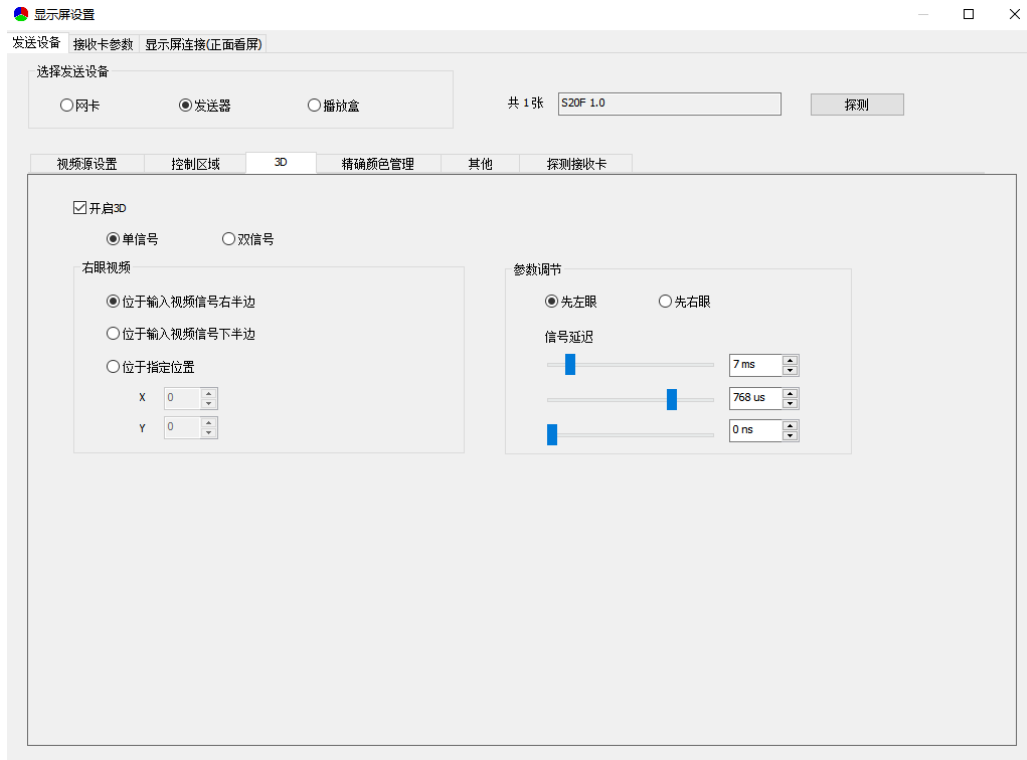 显示屏设置
发送设备 接收卡参数 显示屏连接(正面看屏)
选择发送设备
网卡 发送器 播放盒
共 1 张 S20F 1.0 探测
视频源设置 控制区域 3D 精确颜色管理 其他 探测接收卡
开启3D
单信号 双信号
右眼视频
位于输入视频信号右半边
位于输入视频信号下半边
位于指定位置
X 0
Y 0
参数调节
先左眼 先右眼
信号延迟
7 ms
768 us
0 ns